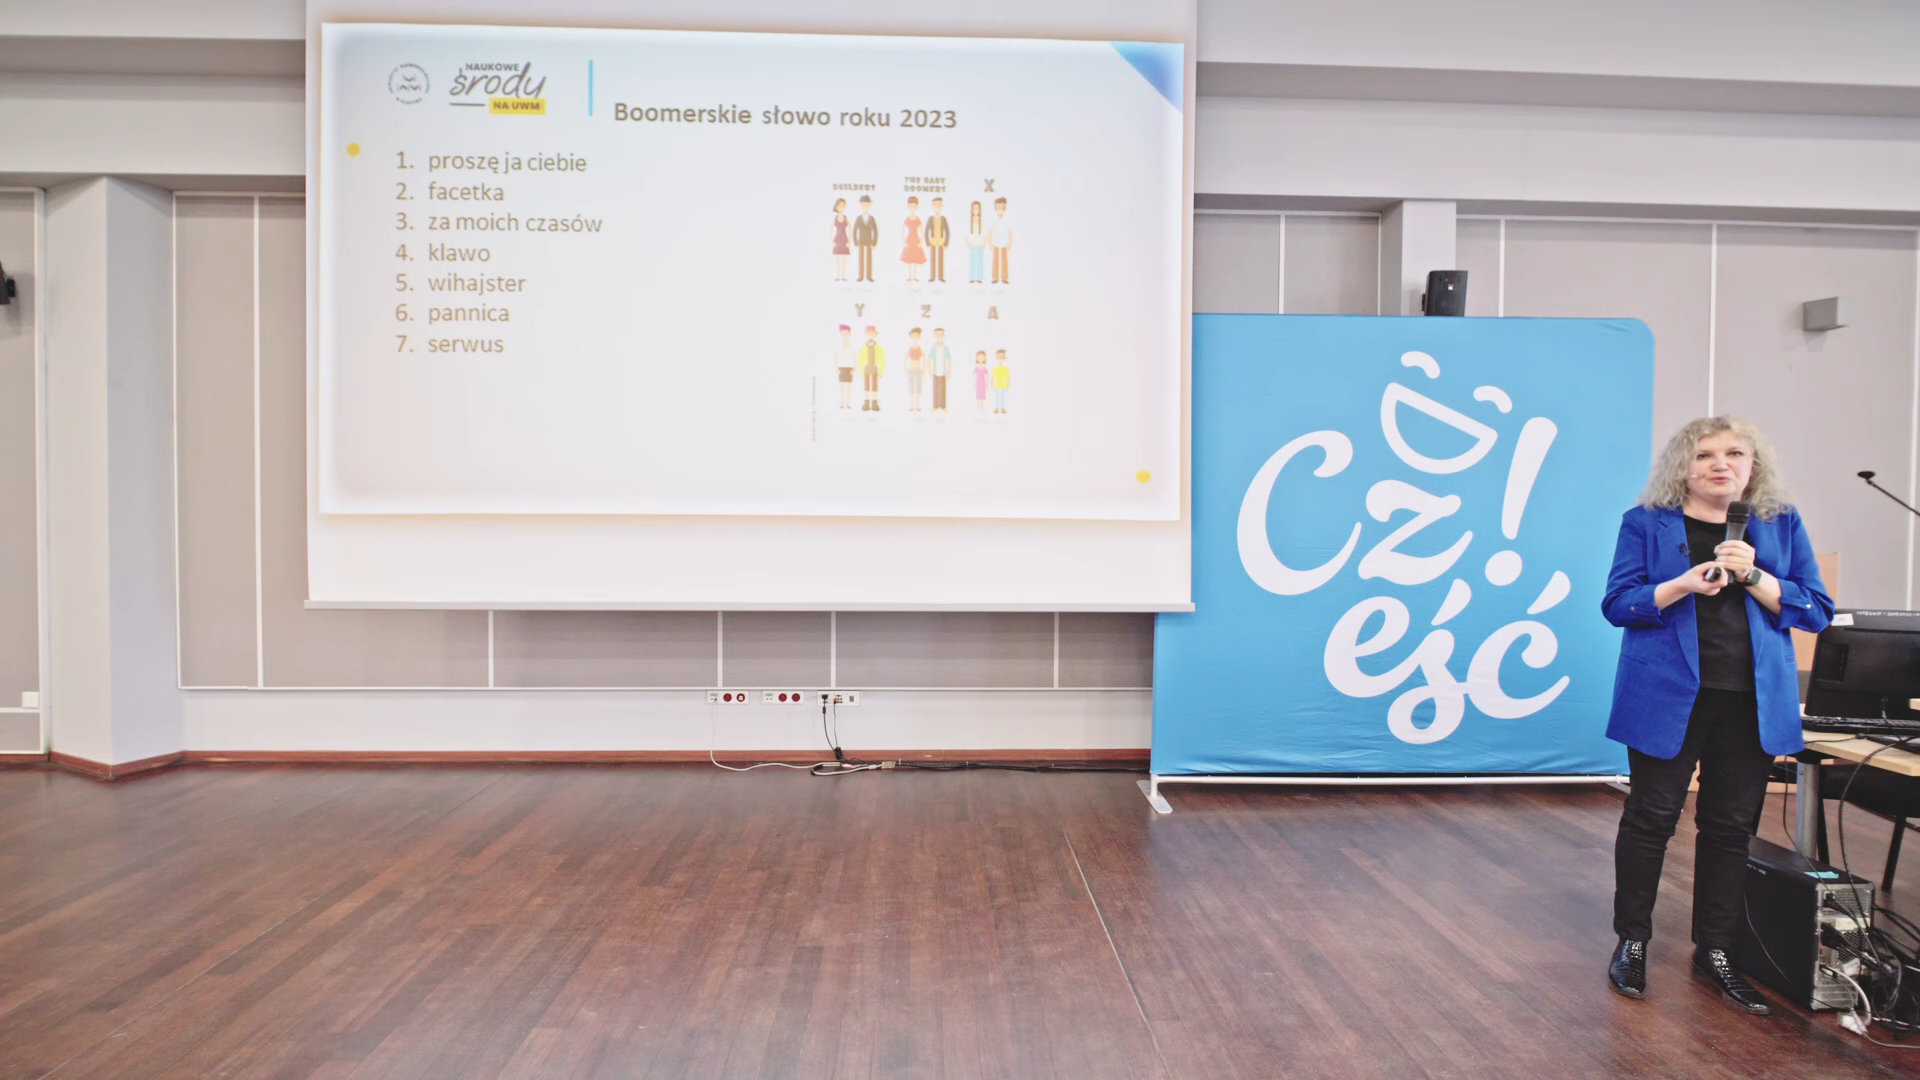 NAUKOWE
środy
NA UWM
Boomerskie słowo roku 2023
1. proszę ja ciebie
2. facetka
3. za moich czasów
4. klawo
5. wihajster
6. pannica
7. serwus
BUILDERS
THE BABY
BOOMERS
X
Y
Z
A
Cz!
eść